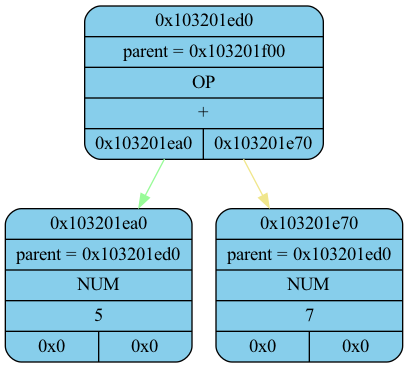 0x103201ed0
parent = 0x103201f00
OP
+
0x103201ea0 0x103201e70
0x103201ea0
parent = 0x103201ed0
NUM
5
0x0 0x0
0x103201e70
parent = 0x103201ed0
NUM
7
0x0 0x0